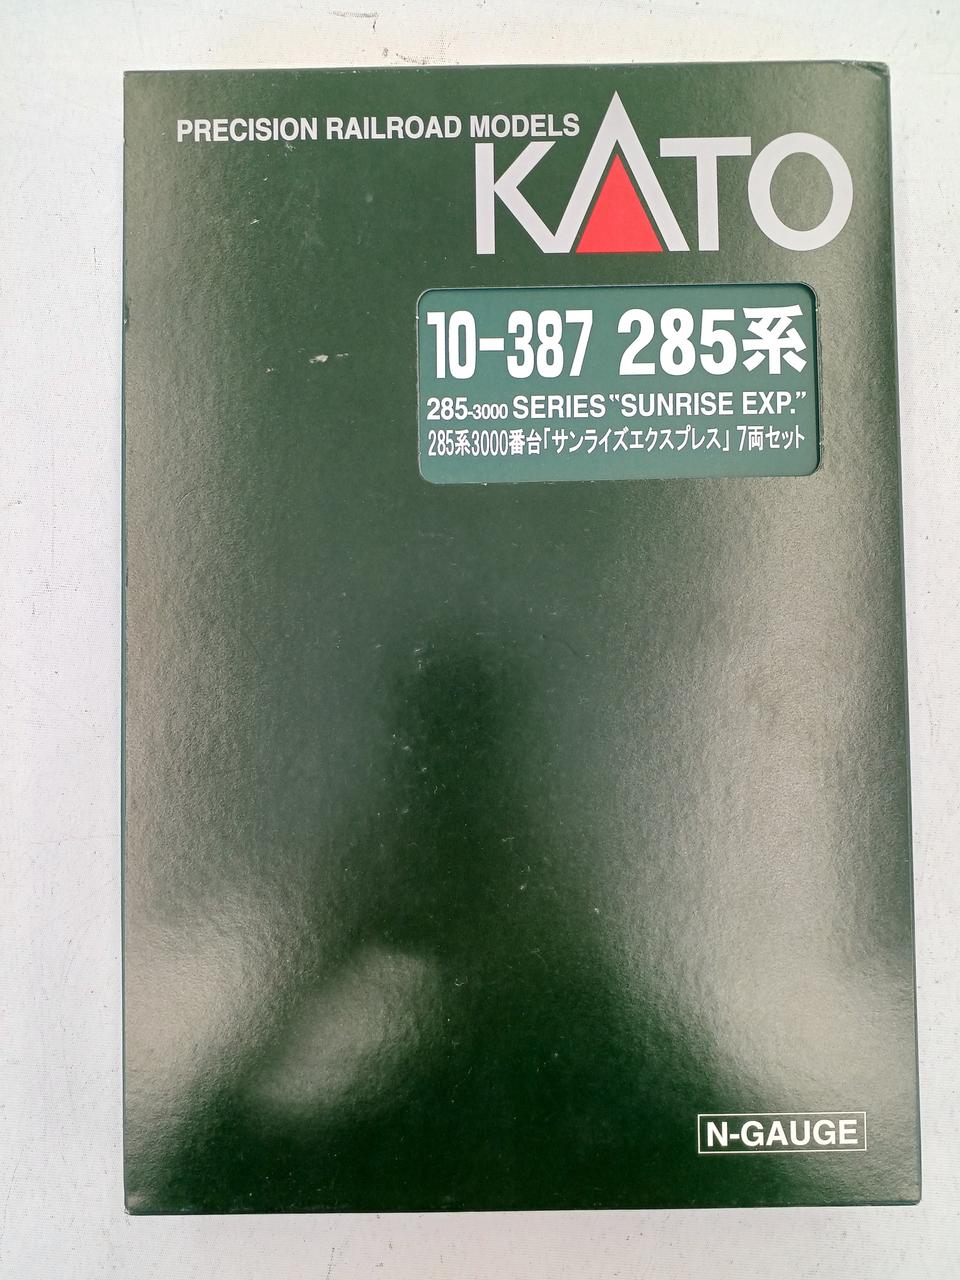 PRECISION RAILROAD MODELS
KATO
10-387 285系
285-3000 SERIES "SUNRISE EXP."
285系3000番台「サンライズエクスプレス」 7両セット
N-GAUGE